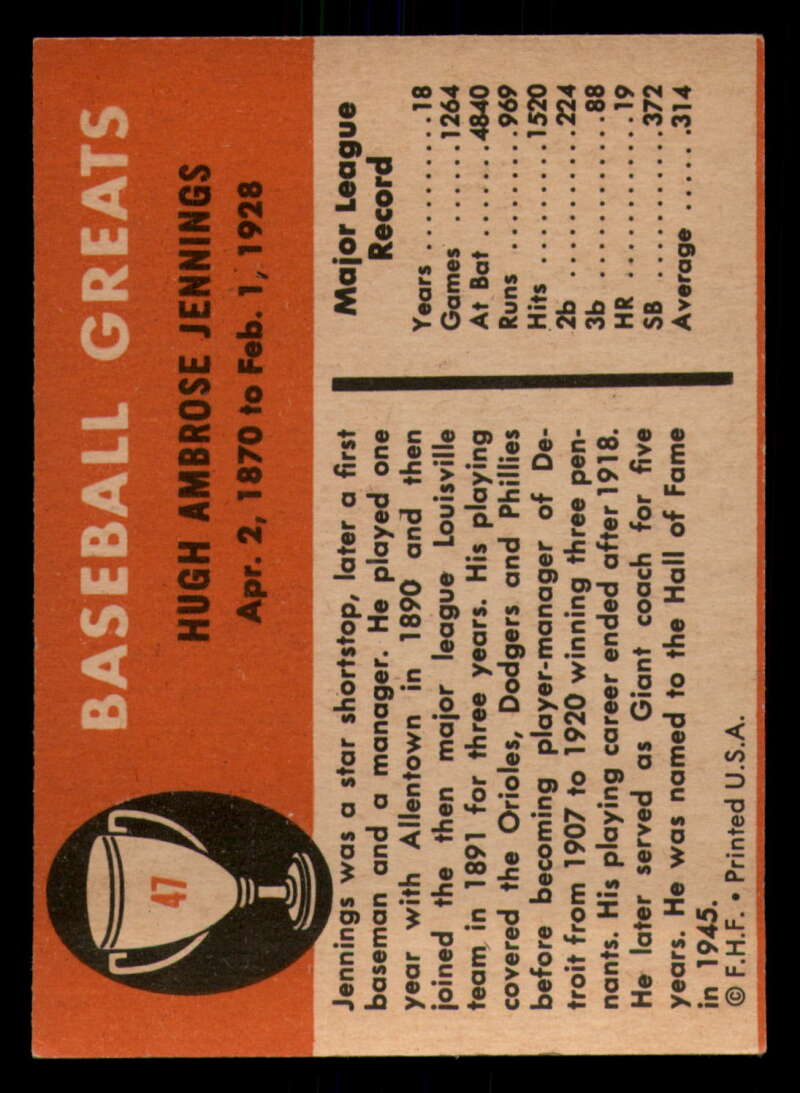 BASEBALL GREATS
47
HUGH AMBROSE JENNINGS
Apr. 2, 1870 to Feb. 1, 1928
Jennings was a star shortstop, later a first
baseman and a manager. He played one
year with Allentown in 1890 and then
joined the then major league Louisville
team in 1891 for three years. His playing
covered the Orioles, Dodgers and Phillies
before becoming player-manager of De-
troit from 1907 to 1920 winning three pen-
nants. His playing career ended after 1918.
He later served as Giant coach for five
years. He was named to the Hall of Fame
in 1945.
© F.H.F. • Printed U.S.A.
Major League
Record
Years ..........18
Games ......1264
At Bat .......4840
Runs .........969
Hits ..........1520
2b ............224
3b .............88
HR ............19
SB ...........372
Average ......314